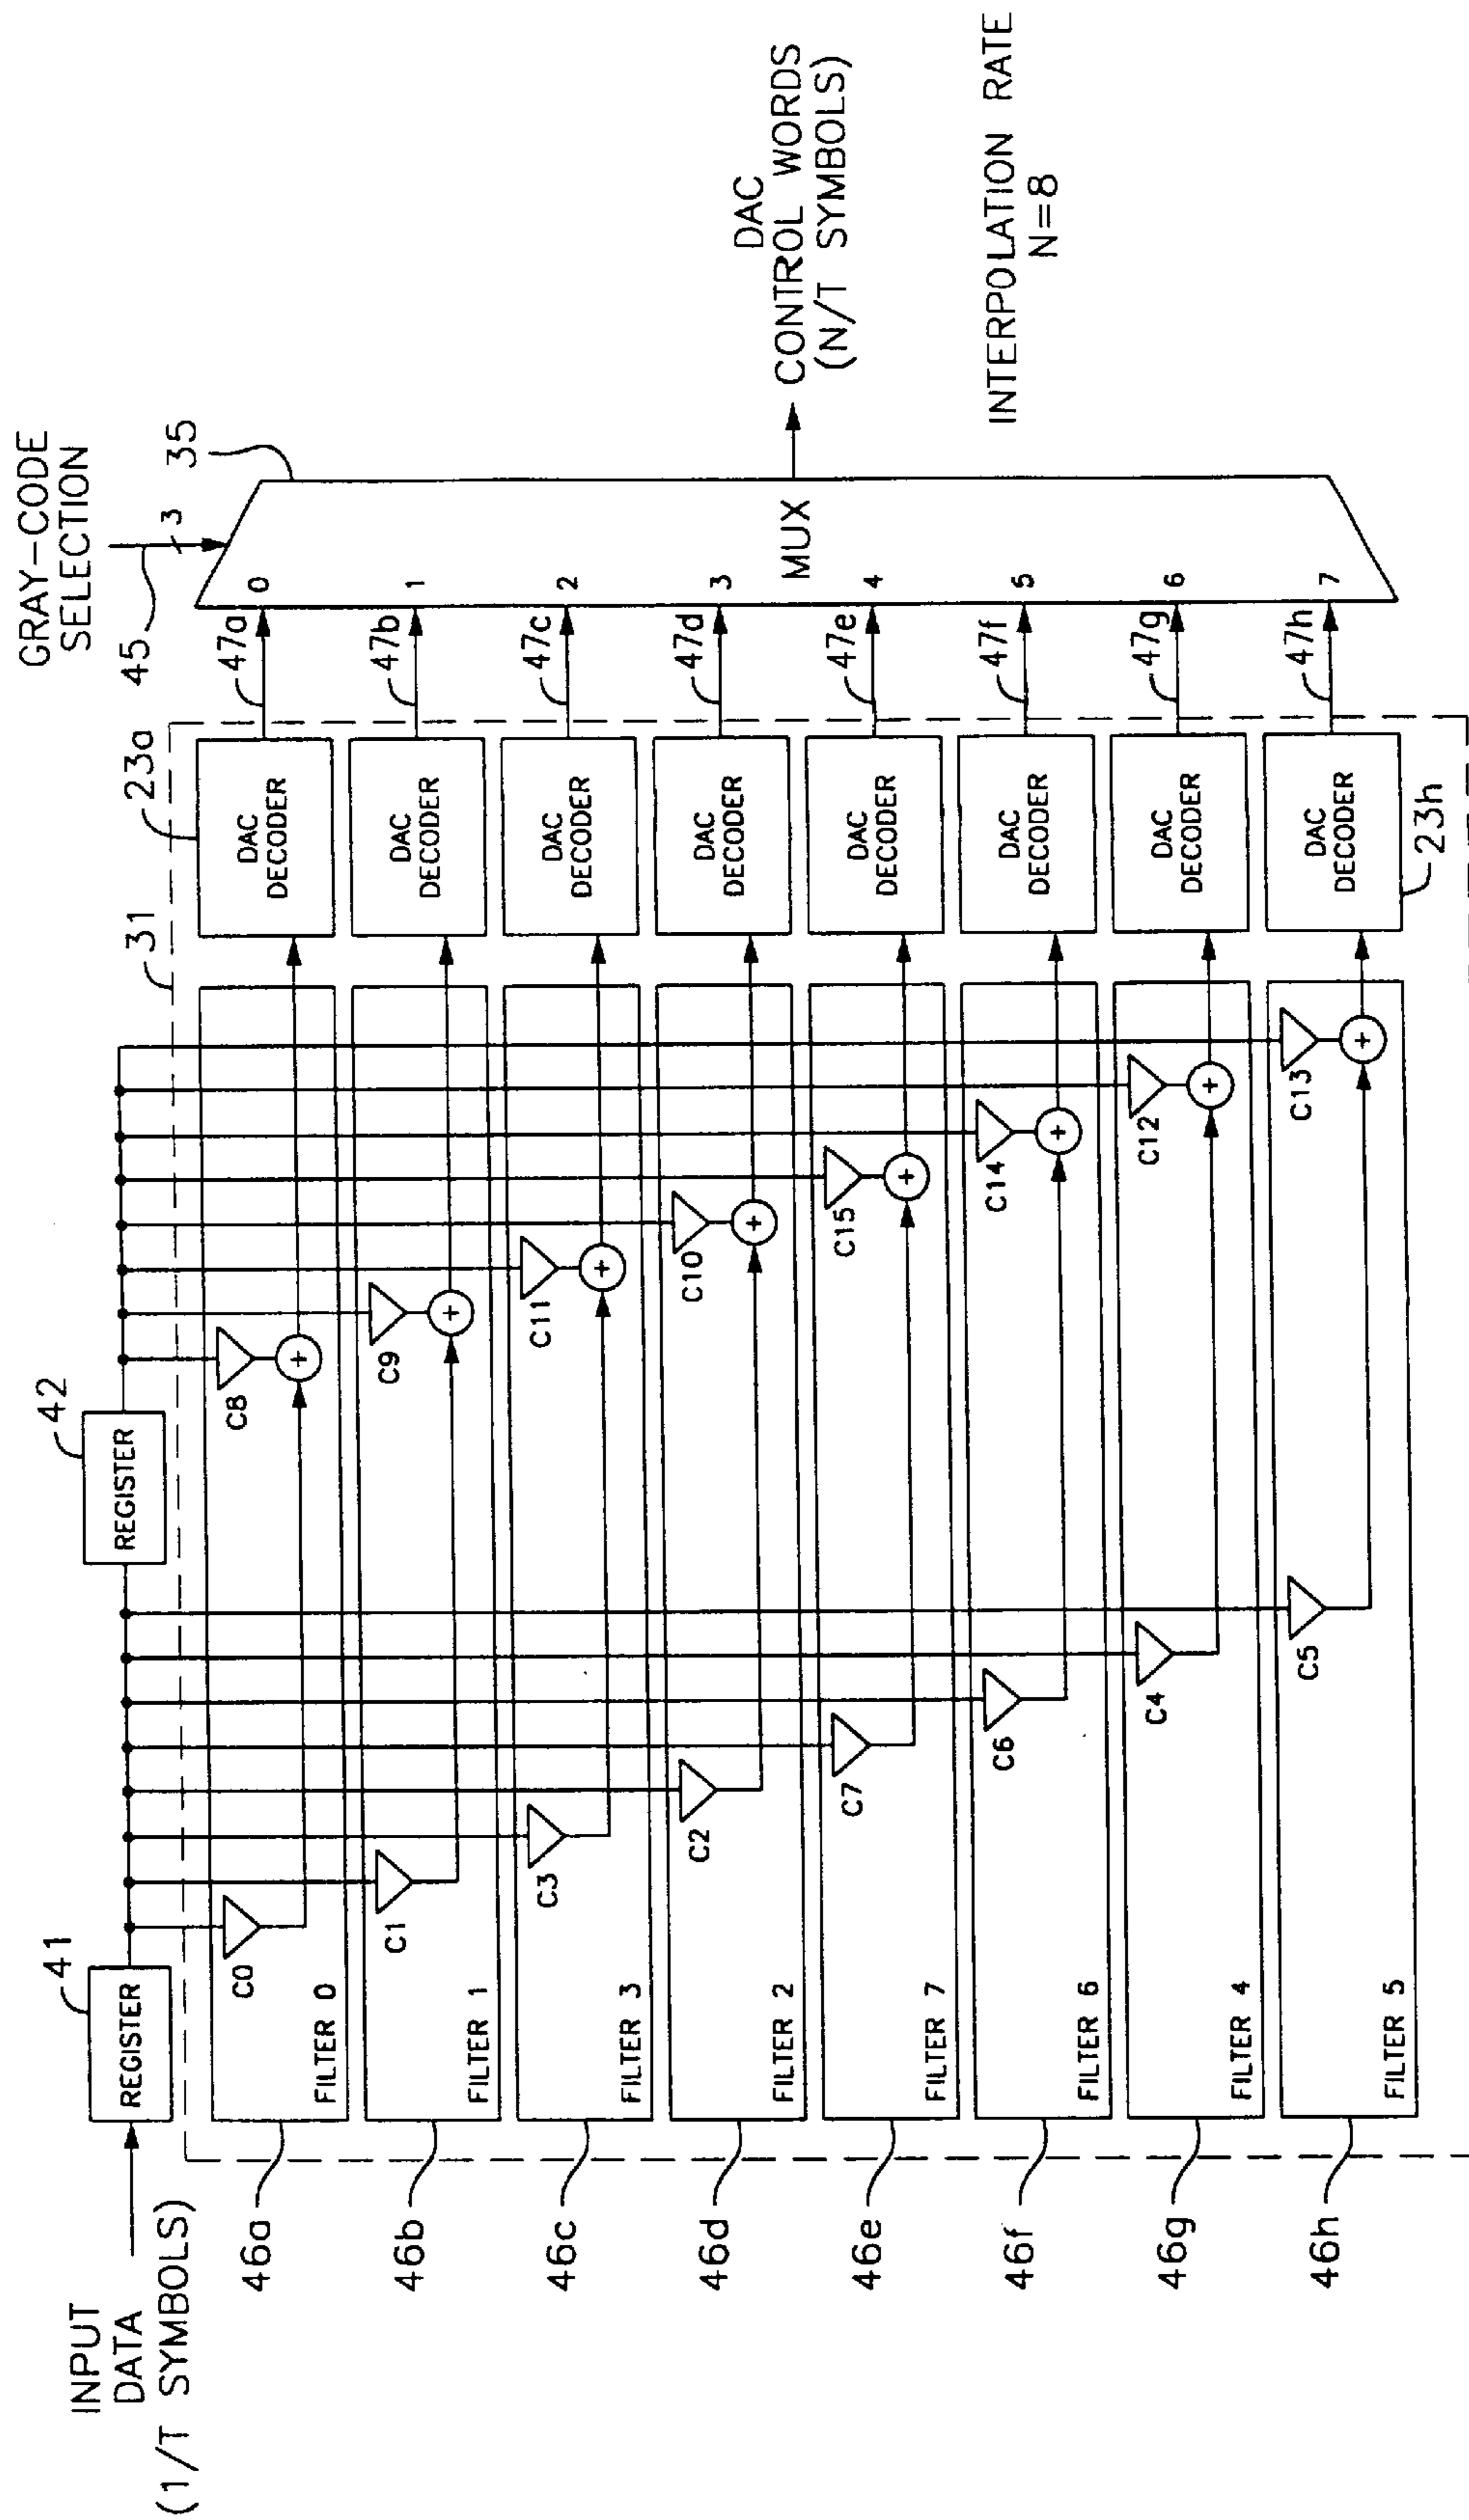 GRAY-CODE
SELECTION
45
3
35
INPUT
DATA
(1/T SYMBOLS)
41
REGISTER
42
REGISTER
31
23a
46a
FILTER 0
C0
C8
DAC
DECODER
47a
0
46b
FILTER 1
C1
C9
DAC
DECODER
47b
1
46c
FILTER 3
C3
C11
DAC
DECODER
47c
2
46d
FILTER 2
C2
C10
DAC
DECODER
47d
3
MUX
DAC
CONTROL WORDS
(N/T SYMBOLS)
46e
FILTER 7
C7
C15
DAC
DECODER
47e
4
46f
FILTER 6
C6
C14
DAC
DECODER
47f
5
INTERPOLATION RATE
N=8
46g
FILTER 4
C4
C12
DAC
DECODER
47g
6
46h
FILTER 5
C5
C13
DAC
DECODER
47h
7
23h